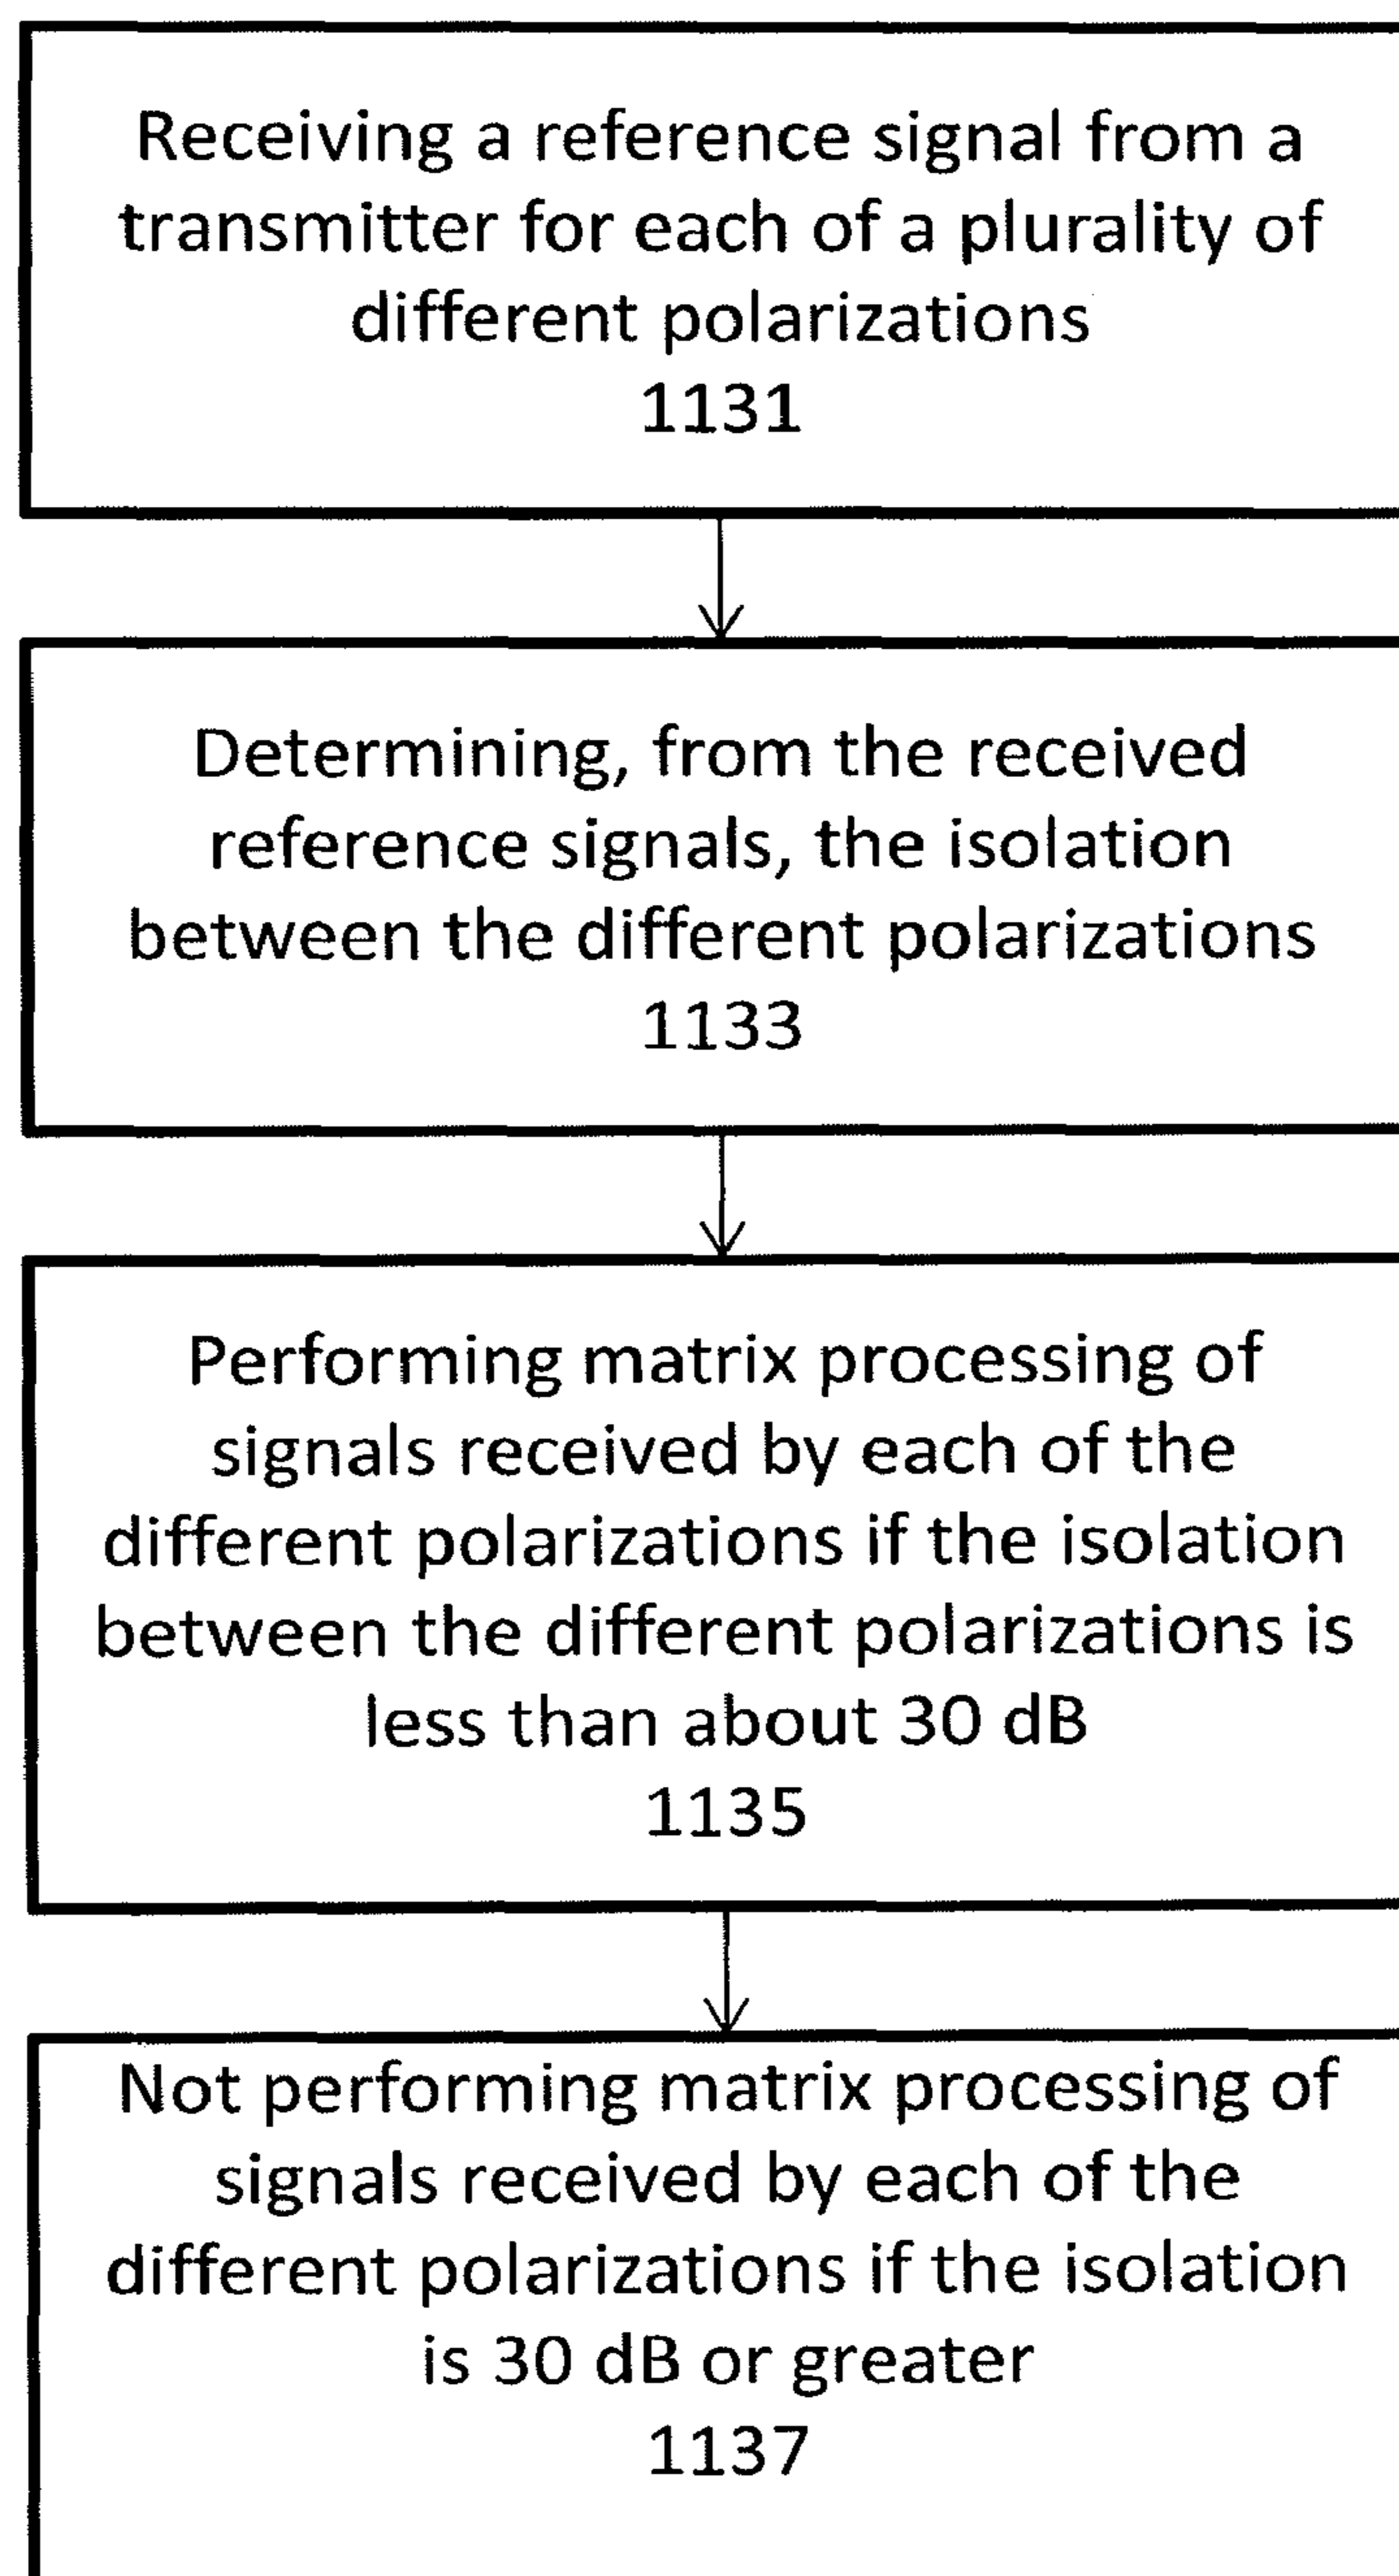 Receiving a reference signal from a
transmitter for each of a plurality of
different polarizations
1131
Determining, from the received
reference signals, the isolation
between the different polarizations
1133
Performing matrix processing of
signals received by each of the
different polarizations if the isolation
between the different polarizations is
less than about 30 dB
1135
Not performing matrix processing of
signals received by each of the
different polarizations if the isolation
is 30 dB or greater
1137